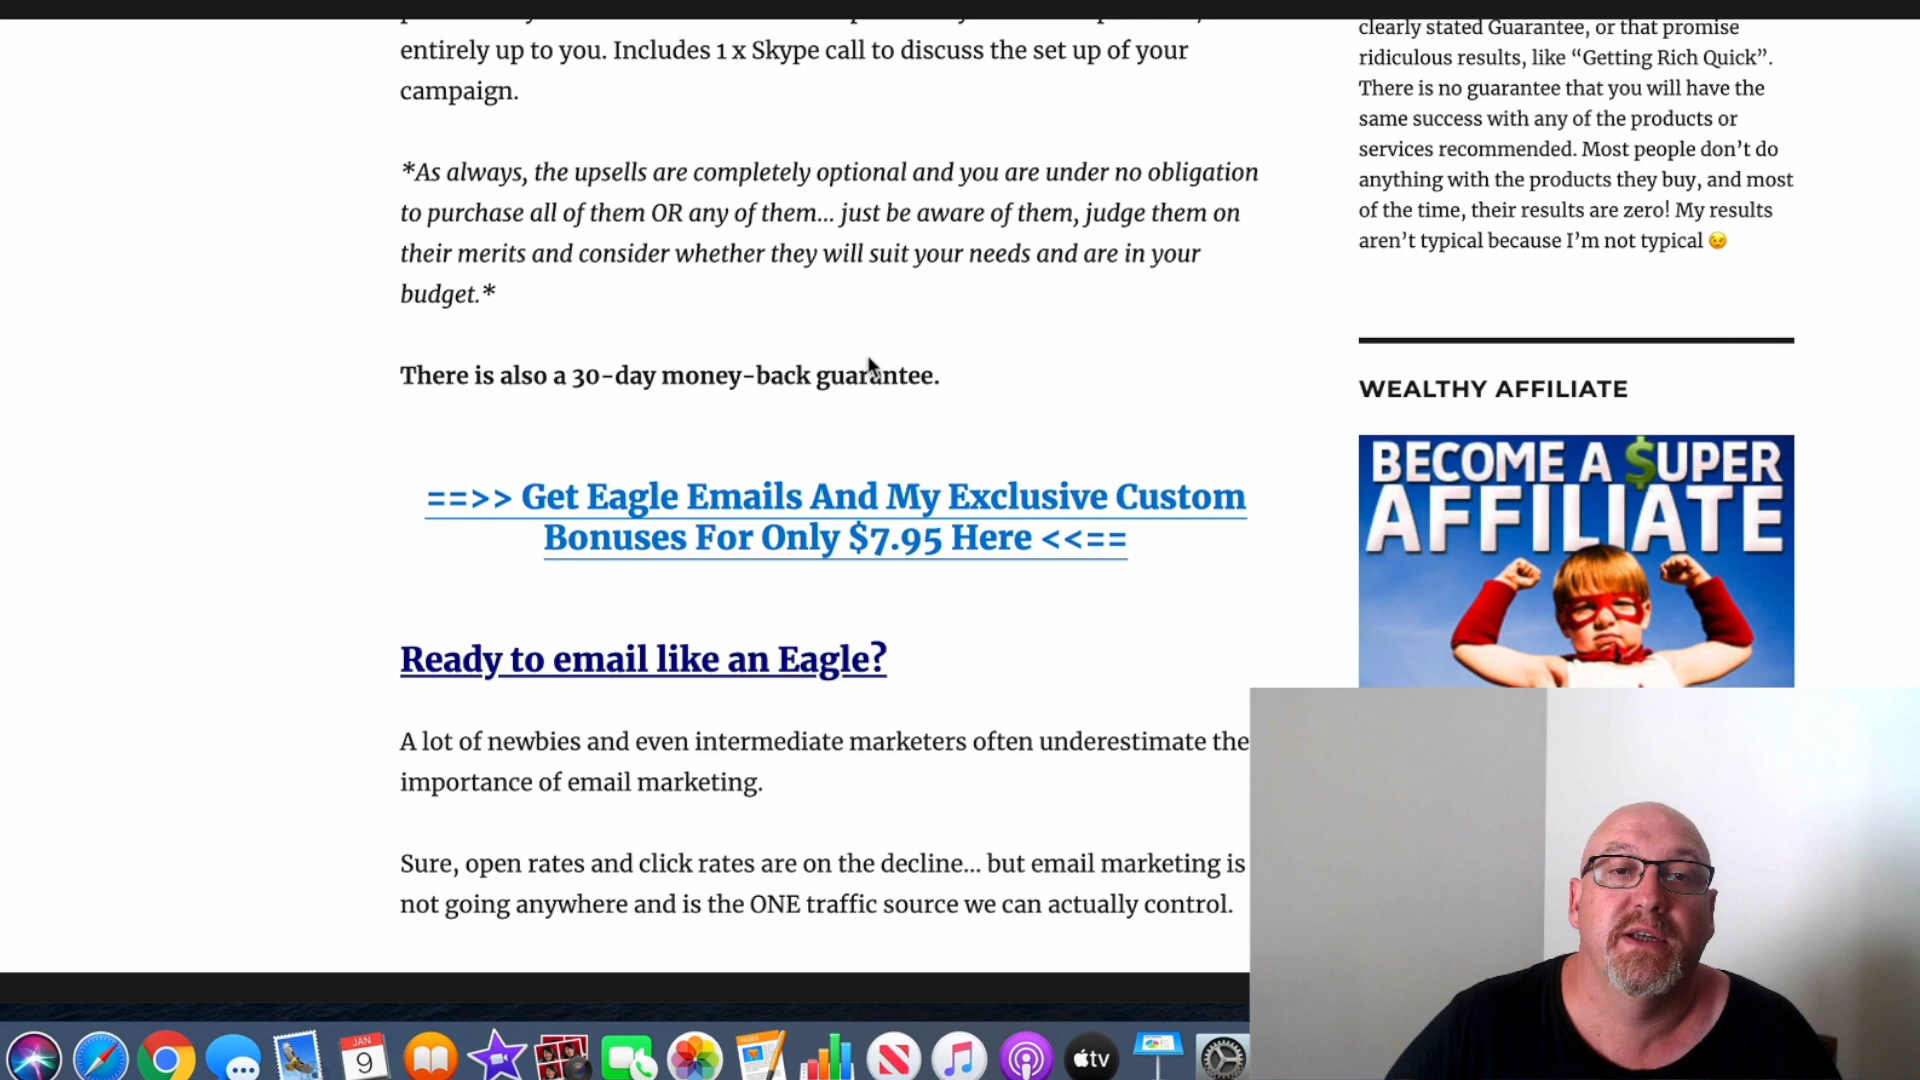 entirely up to you. Includes 1 x Skype call to discuss the set up of your
campaign.
*As always, the upsells are completely optional and you are under no obligation
to purchase all of them OR any of them... just be aware of them, judge them on
their merits and consider whether they will suit your needs and are in your
budget.*
There is also a 30-day money-back guarantee.
==>> Get Eagle Emails And My Exclusive Custom
Bonuses For Only $7.95 Here <<==
Ready to email like an Eagle?
A lot of newbies and even intermediate marketers often underestimate the
importance of email marketing.
Sure, open rates and click rates are on the decline... but email marketing is
not going anywhere and is the ONE traffic source we can actually control.
clearly stated Guarantee, or that promise
ridiculous results, like “Getting Rich Quick”.
There is no guarantee that you will have the
same success with any of the products or
services recommended. Most people don’t do
anything with the products they buy, and most
of the time, their results are zero! My results
aren’t typical because I’m not typical 😉
WEALTHY AFFILIATE
BECOME A $UPER
AFFILIATE
JAN
9
PAGES
tv